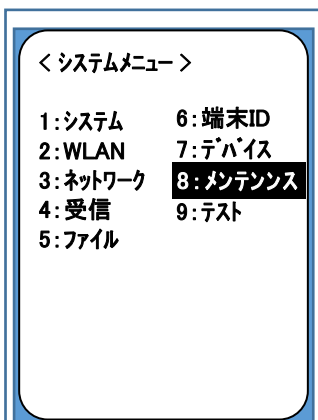 ＜システムメニュー＞
1:システム
2:WLAN
3:ネットワーク
4:受信
5:ファイル
6:端末ID
7:デバイス
8:メンテンンス
9:テスト